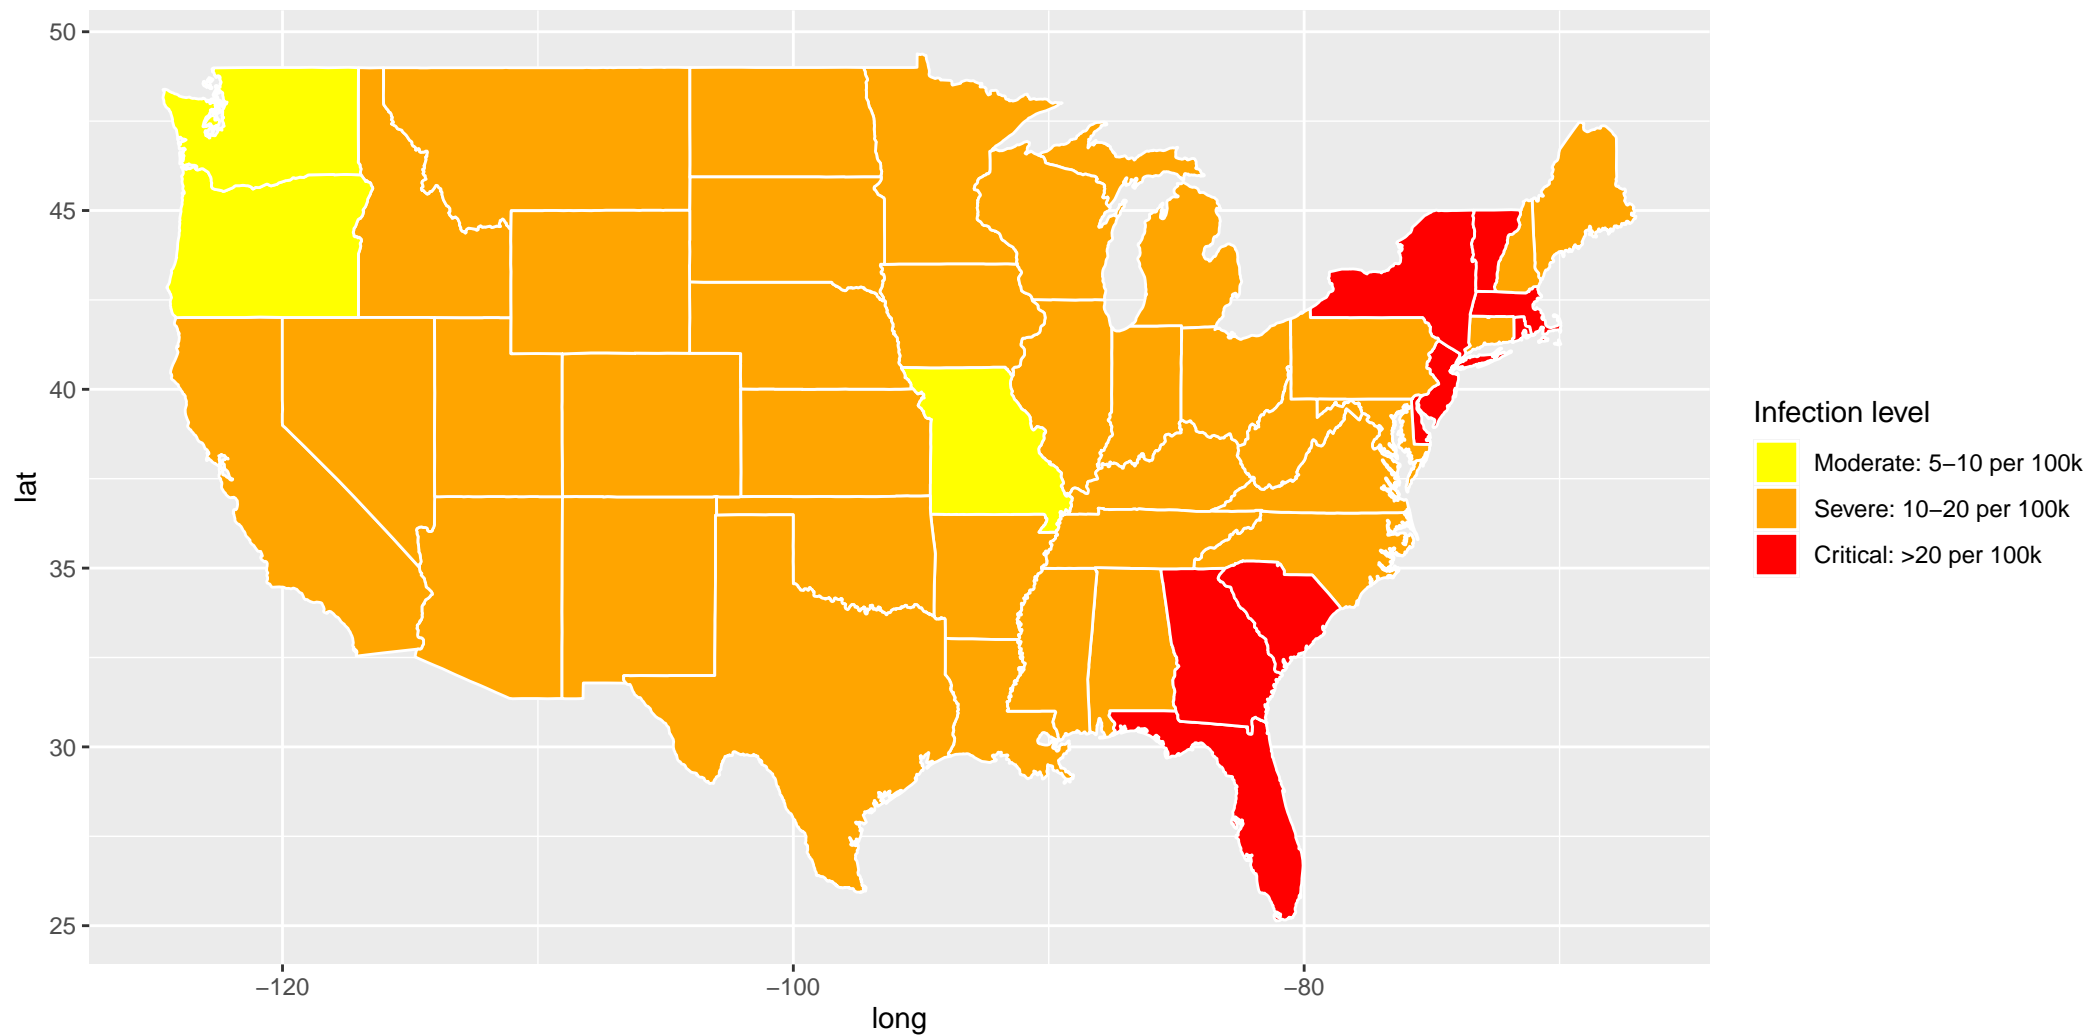 50
45
40
35
30
25
lat
−120
−100
−80
long
Infection level
Moderate: 5−10 per 100k
Severe: 10−20 per 100k
Critical: >20 per 100k